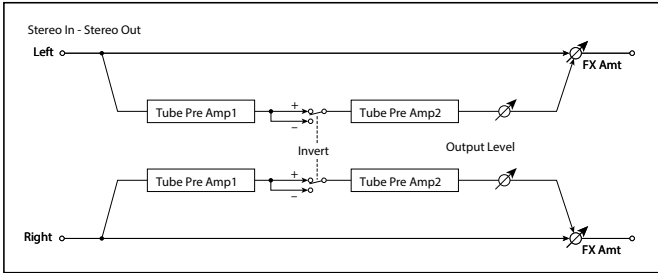 Stereo In - Stereo Out
Left
FX Amt
Tube Pre Amp1
+
−
Tube Pre Amp2
Invert
Output Level
Tube Pre Amp1
+
−
Tube Pre Amp2
Right
FX Amt